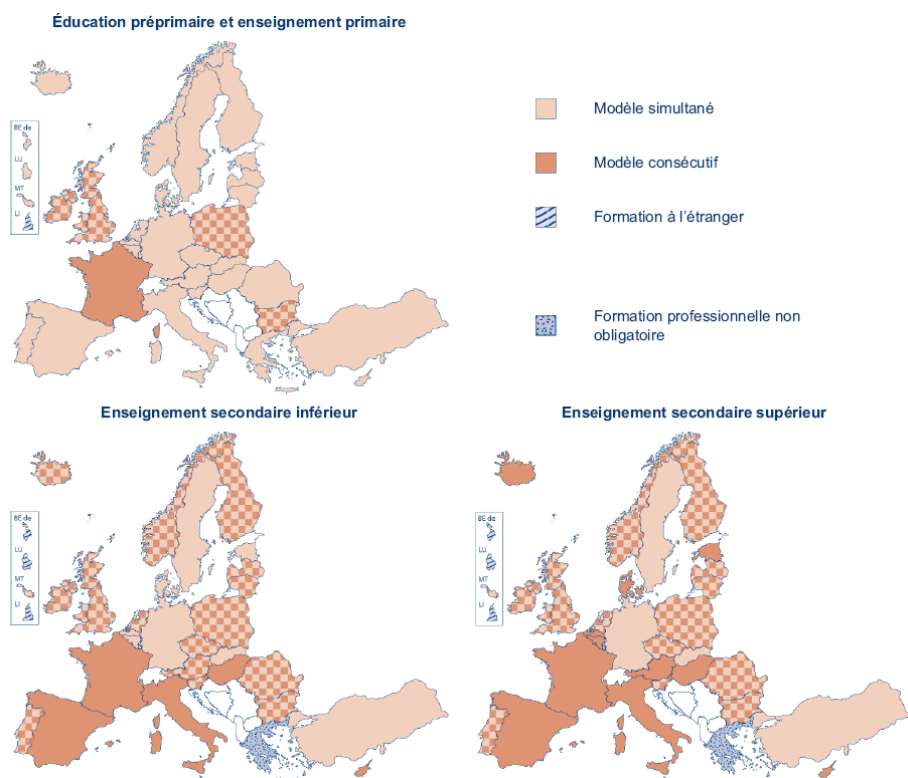 Éducation préprimaire et enseignement primaire
BE de
LU
MT
LI
Modèle simultané
Modèle consécutif
Formation à l'étranger
Formation professionnelle non
obligatoire
Enseignement secondaire inférieur
BE de
LU
MT
LI
Enseignement secondaire supérieur
BE de
LU
MT
LI